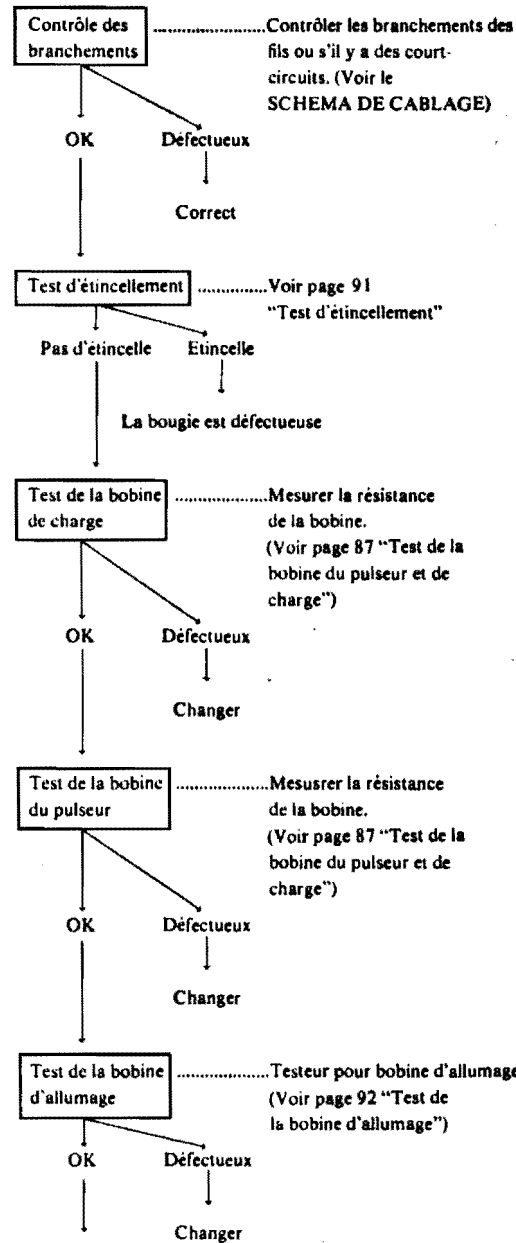 Contrôle des
branchements
....................Contrôler les branchements des
fils ou s'il y a des court-
circuits. (Voir le
SCHEMA DE CABLAGE)
OK
Défectueux
Correct
Test d'étincellement
.............Voir page 91
“Test d'étincellement”
Pas d'étincelle
Etincelle
La bougie est défectueuse
Test de la bobine
de charge
.................Mesurer la résistance
de la bobine.
(Voir page 87 “Test de la
bobine du pulseur et de
charge”)
OK
Défectueux
Changer
Test de la bobine
du pulseur
.................Mesusrer la résistance
de la bobine.
(Voir page 87 “Test de la
bobine du pulseur et de
charge”)
OK
Défectueux
Changer
Test de la bobine
d'allumage
.................Testeur pour bobine d'allumage
(Voir page 92 “Test de
la bobine d'allumage”)
OK
Défectueux
Changer